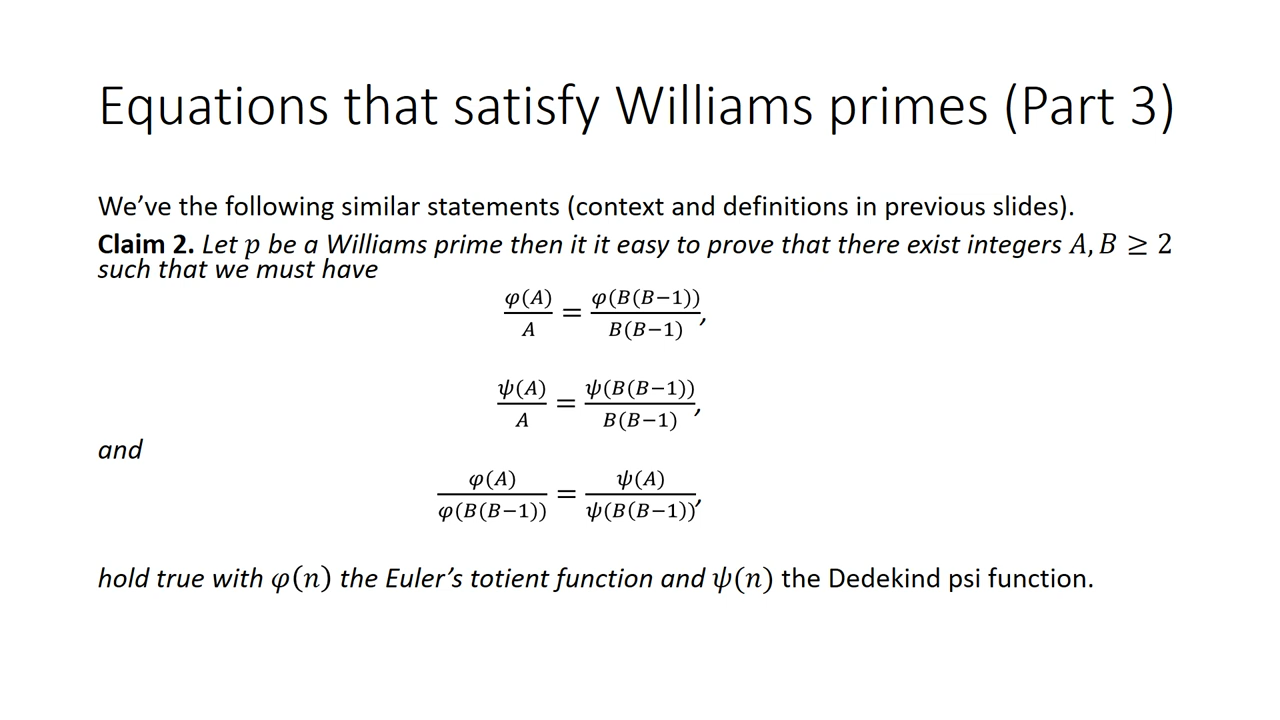 Equations that satisfy Williams primes (Part 3)
We’ve the following similar statements (context and definitions in previous slides).
Claim 2. Let p be a Williams prime then it it easy to prove that there exist integers A, B ≥ 2
such that we must have
φ(A)/A = φ(B(B−1))/B(B−1),
ψ(A)/A = ψ(B(B−1))/B(B−1),
and
φ(A)/φ(B(B−1)) = ψ(A)/ψ(B(B−1)),
hold true with φ(n) the Euler’s totient function and ψ(n) the Dedekind psi function.